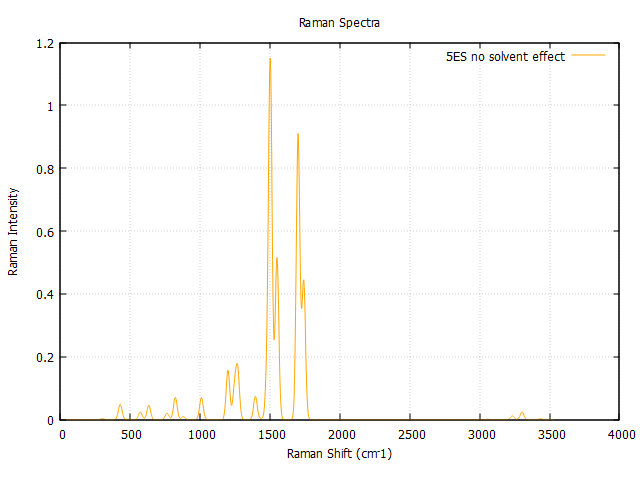 Raman Spectra
5ES no solvent effect
1.2
1
0.8
0.6
0.4
0.2
0
Raman Intensity
0 500 1000 1500 2000 2500 3000 3500 4000
Raman Shift (cm-1)